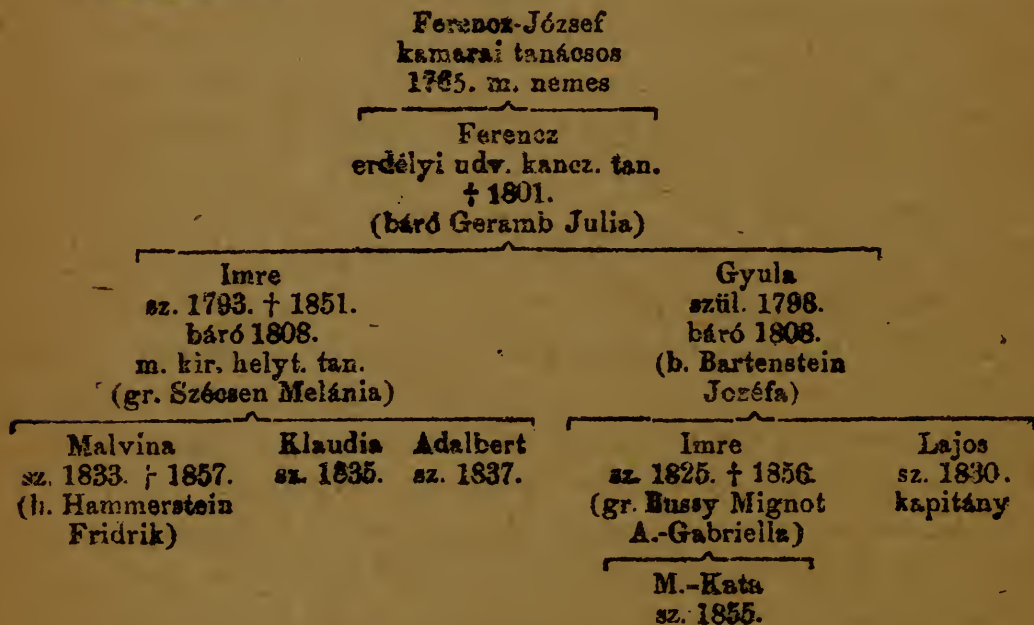 Ferencz-József
kamarai tanácsos
1765. m. nemes
Ferencz
erdélyi udv. kancz. tan.
† 1801.
(báró Geramb Julia)
Imre
sz. 1793. † 1851.
báró 1808.
m. kir. helyt. tan.
(gr. Szécsen Melánia)
Gyula
szül. 1798.
báró 1808.
(b. Bartenstein
Jozéfa)
Malvina
sz. 1833. † 1857.
(h. Hammerstein
Fridrik)
Klaudia
sz. 1835.
Adalbert
sz. 1837.
Imre
sz. 1825. † 1856.
(gr. Bussy Mignot
A.-Gabriella)
Lajos
sz. 1830.
kapitány
M.-Kata
sz. 1855.